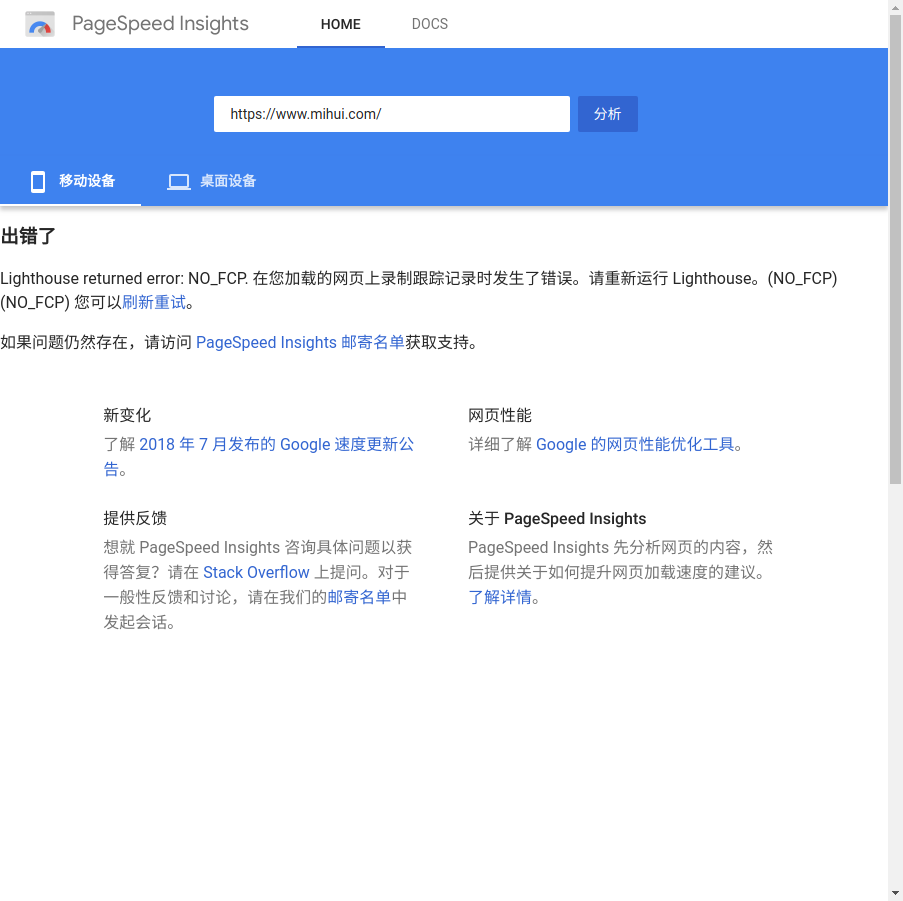 PageSpeed Insights
HOME
DOCS
https://www.mihui.com/
分析
移动设备
桌面设备
出错了
Lighthouse returned error: NO_FCP. 在您加载的网页上录制跟踪记录时发生了错误。请重新运行 Lighthouse。(NO_FCP)
(NO_FCP) 您可以刷新重试。
如果问题仍然存在，请访问 PageSpeed Insights 邮寄名单获取支持。
新变化
了解 2018 年 7 月发布的 Google 速度更新公
告。
网页性能
详细了解 Google 的网页性能优化工具。
提供反馈
想就 PageSpeed Insights 咨询具体问题以获
得答复？请在 Stack Overflow 上提问。对于
一般性反馈和讨论，请在我们的邮寄名单中
发起会话。
关于 PageSpeed Insights
PageSpeed Insights 先分析网页的内容，然
后提供关于如何提升网页加载速度的建议。
了解详情。